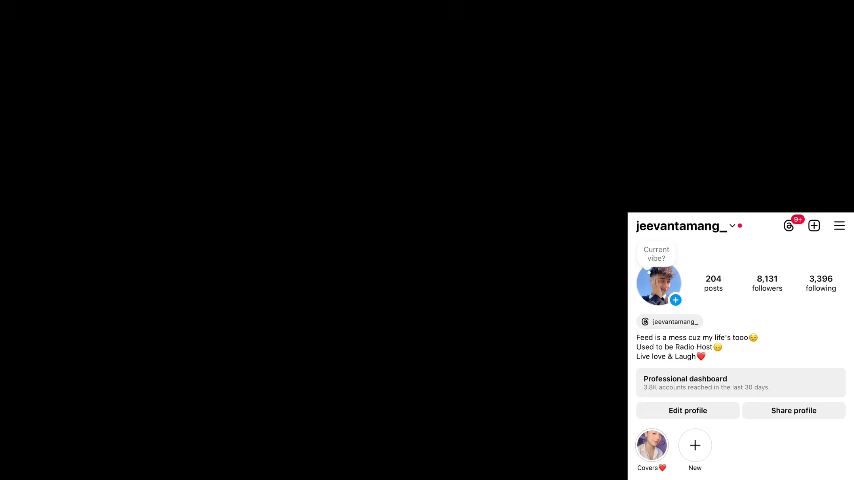 jeevantamang_
9+
Current
vibe?
204
posts
8,131
followers
3,396
following
jeevantamang_
Feed is a mess cuz my life's tooo😔
Used to be Radio Host😔
Live love & Laugh❤️
Professional dashboard
3.8K accounts reached in the last 30 days.
Edit profile
Share profile
Covers❤️
New